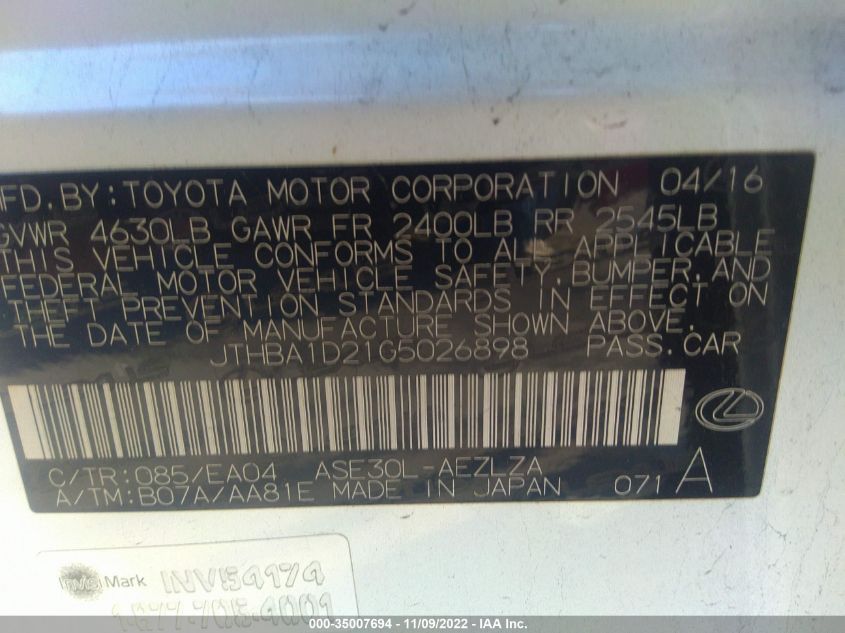 MFD. BY: TOYOTA MOTOR CORPORATION 04/16
GVWR 4630LB GAWR FR 2400LB RR 2545LB
THIS VEHICLE CONFORMS TO ALL APPLICABLE
FEDERAL MOTOR VEHICLE SAFETY, BUMPER, AND
THEFT PREVENTION STANDARDS IN EFFECT ON
THE DATE OF MANUFACTURE SHOWN ABOVE.
JTHBA1D21G5026898 PASS.CAR
C/TR:085/EA04 ASE30L-AEZLZA
A/TM:B07A/AA81E MADE IN JAPAN 071 A
Mark
000-35007694 - 11/09/2022 - IAA Inc.